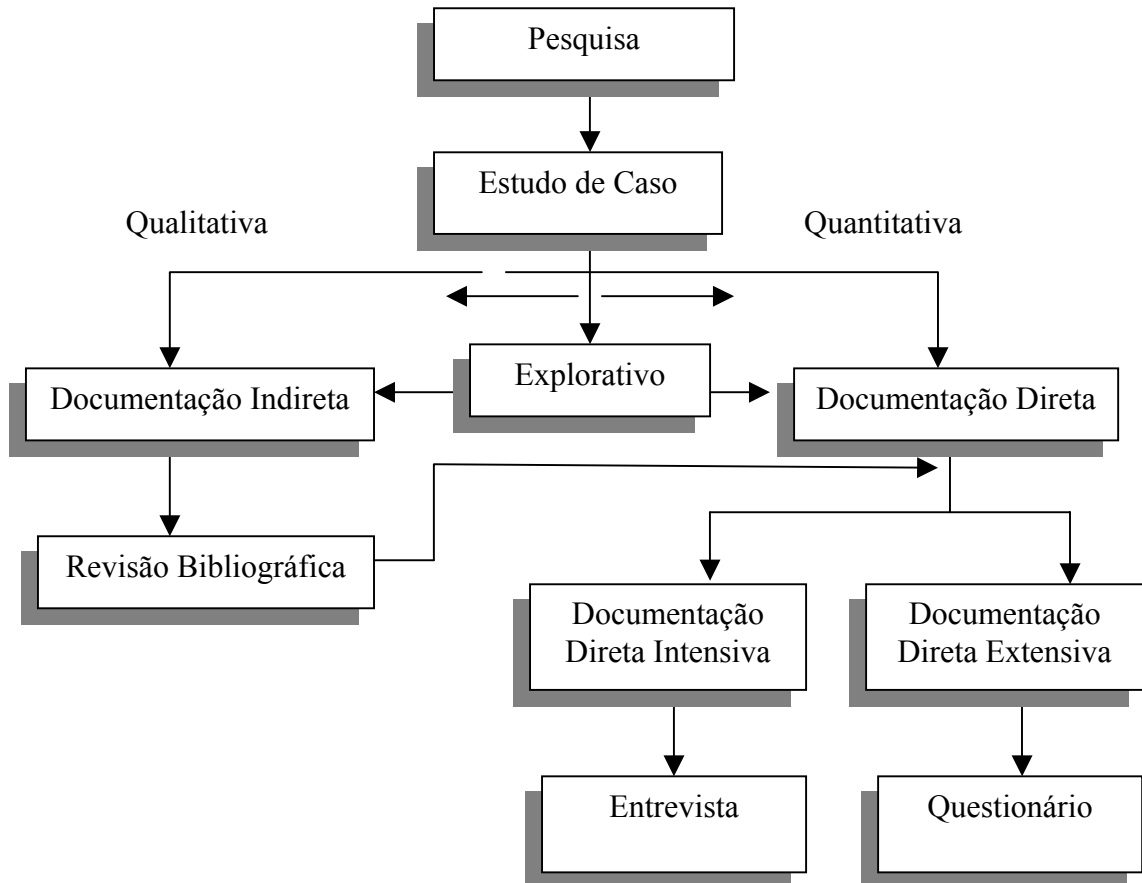 Pesquisa
Estudo de Caso
Qualitativa
Quantitativa
Explorativo
Documentação Indireta
Documentação Direta
Revisão Bibliográfica
Documentação
Direta Intensiva
Documentação
Direta Extensiva
Entrevista
Questionário